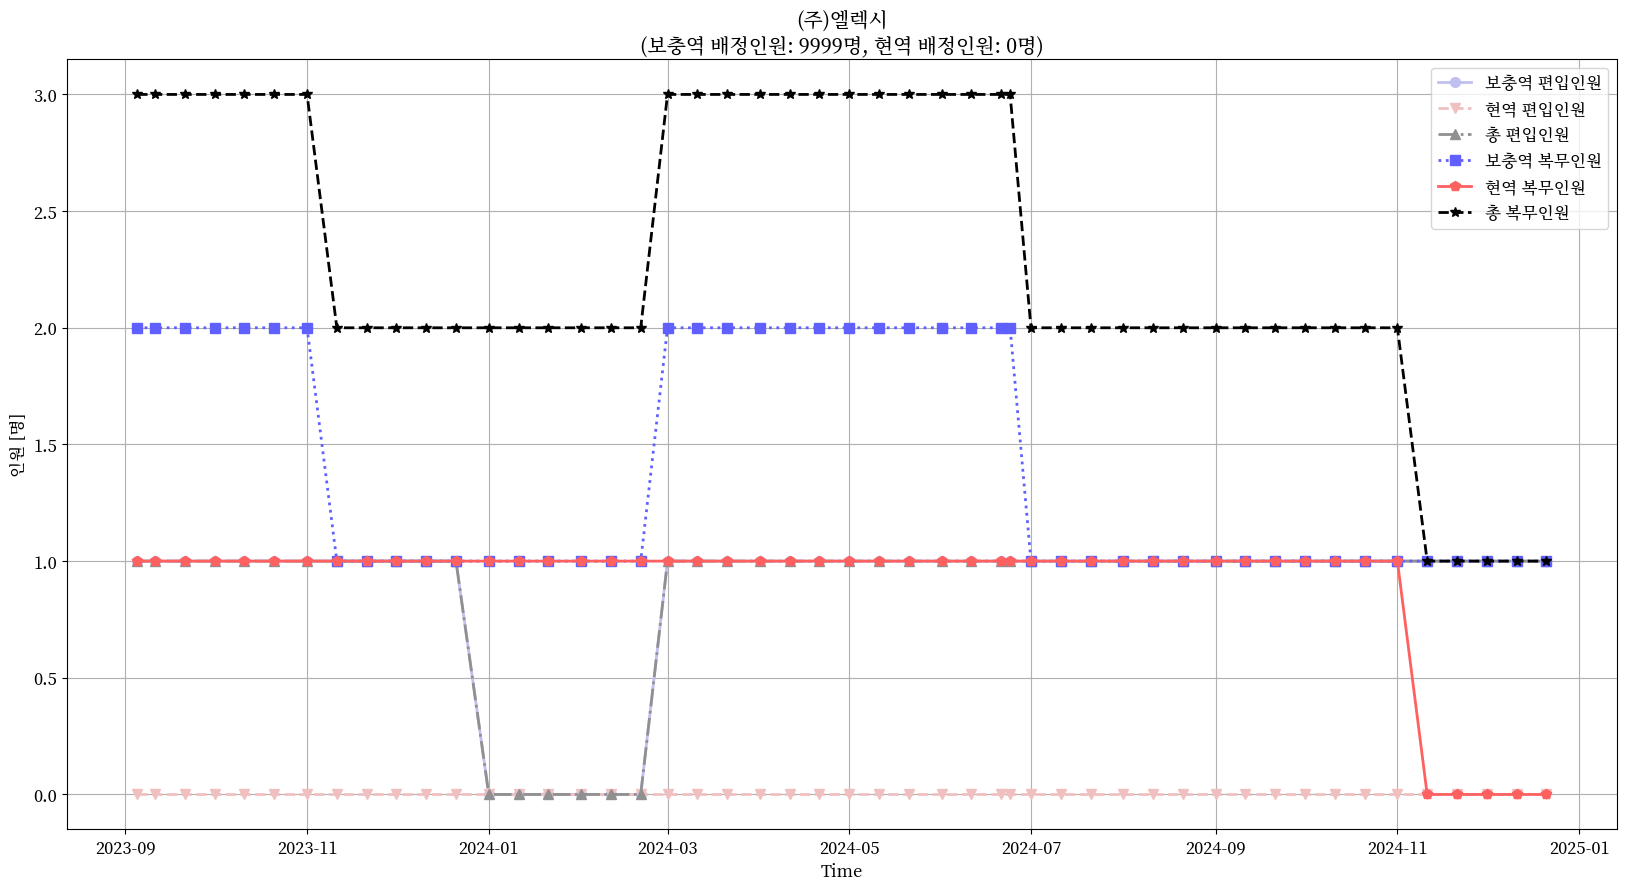 (주)엘렉시
(보충역 배정인원: 9999명, 현역 배정인원: 0명)
보충역 편입인원
현역 편입인원
총 편입인원
보충역 복무인원
현역 복무인원
총 복무인원
인원 [명]
3.0
2.5
2.0
1.5
1.0
0.5
0.0
2023-09 2023-11 2024-01 2024-03 2024-05 2024-07 2024-09 2024-11 2025-01
Time